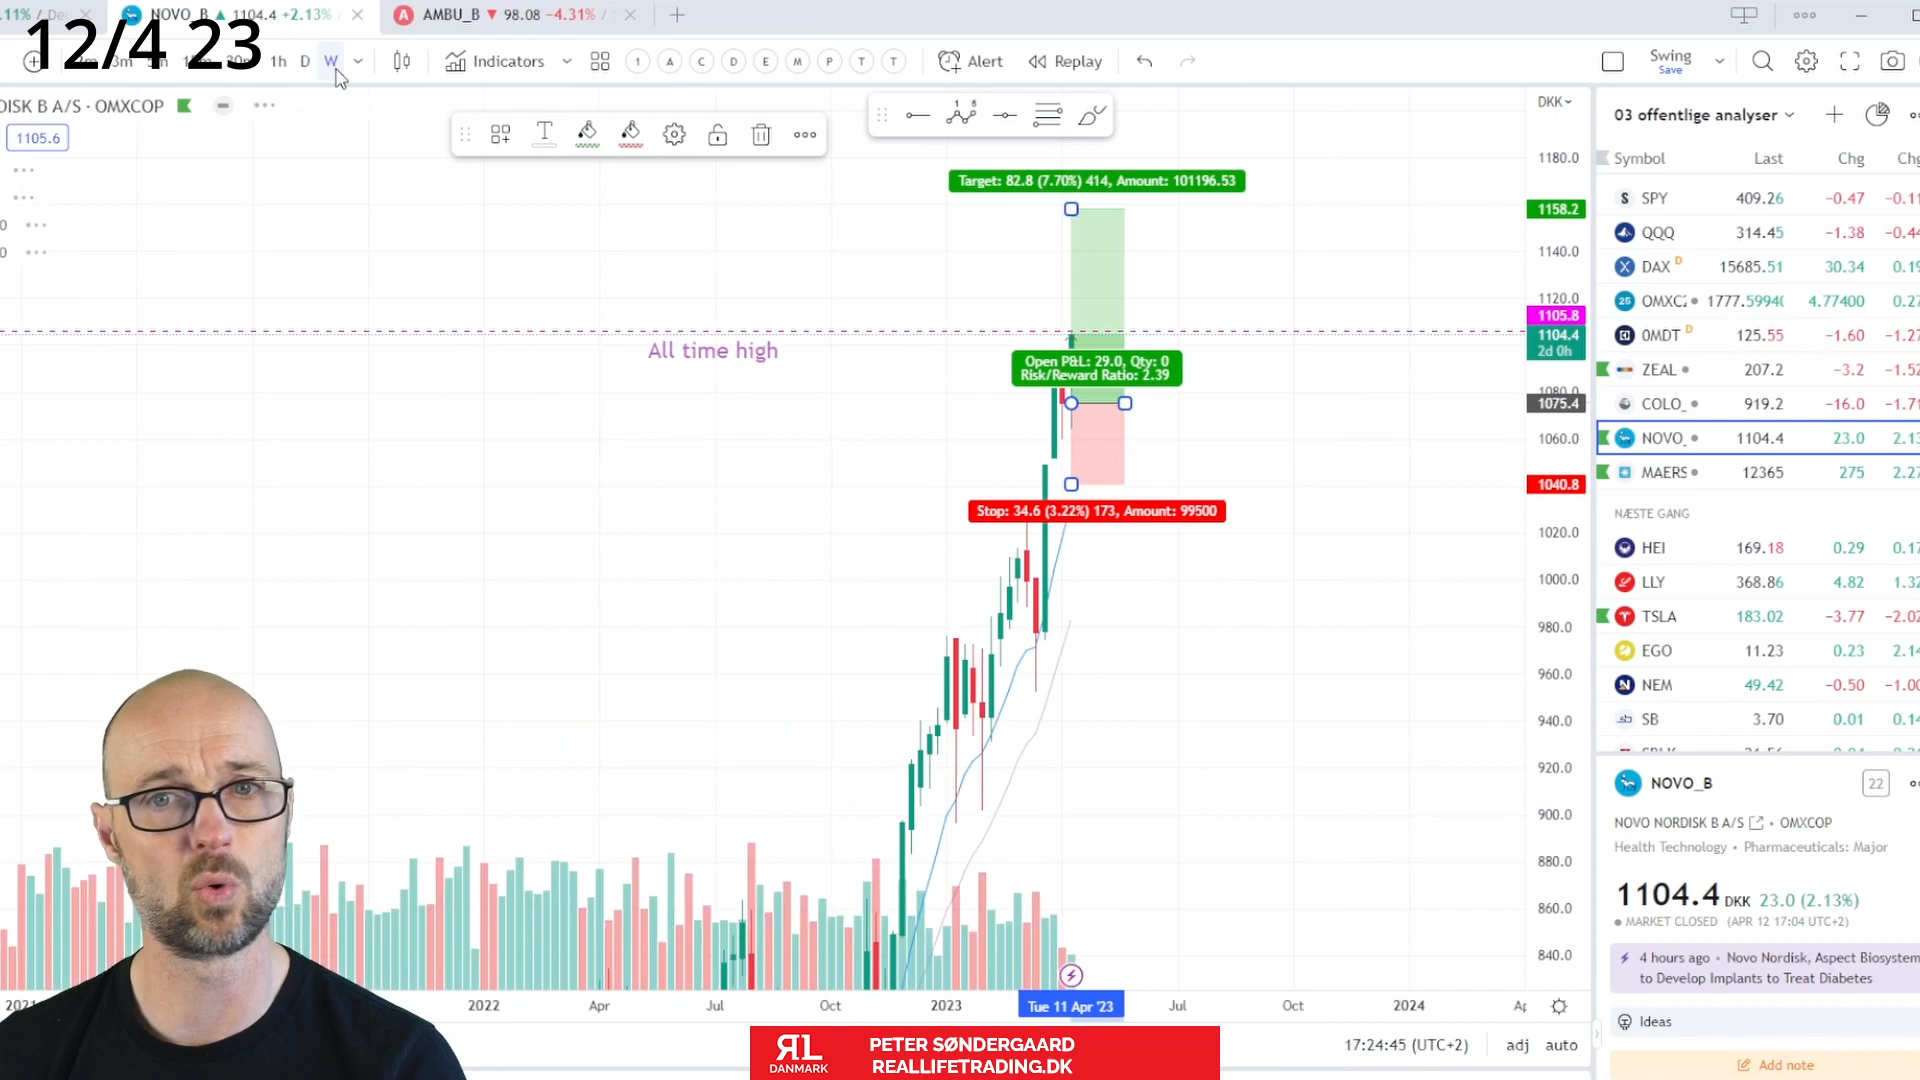 12/4 23
NOVO_B ▲ 1104.4 +2.13%
AMBU_B ▼ 98.08 −4.31%
1h D W
Indicators
1 A C D E M P T T
Alert
Replay
Swing
Save
DISK B A/S · OMXCOP
1105.6
DKK
03 offentlige analyser
Symbol Last Chg
SPY 409.26 −0.47
QQQ 314.45 −1.38
DAX D 15685.51 30.34
4.77400
0MDT D 125.55 −1.60
ZEAL 207.2 −3.2
COLO_ 919.2 −16.0
NOVO_ 1104.4 23.0
MAERS 12365 275
NÆSTE GANG
HEI 169.18 0.29
LLY 368.86 4.82
TSLA 183.02 −3.77
EGO 11.23 0.23
NEM 49.42 −0.50
SB 3.70 0.01
Target: 82.8 (7.70%) 414, Amount: 101196.53
All time high
Open P&L: 29.0, Qty: 0
Risk/Reward Ratio: 2.39
Stop: 34.6 (3.22%) 173, Amount: 99500
1180.0
1158.2
1140.0
1120.0
1105.8
1104.4
2d 0h
1080.0
1075.4
1060.0
1040.8
1020.0
1000.0
980.0
960.0
940.0
920.0
900.0
880.0
860.0
840.0
NOVO_B
22
NOVO NORDISK B A/S · OMXCOP
Health Technology • Pharmaceuticals: Major
1104.4 DKK 23.0 (2.13%)
MARKET CLOSED (APR 12 17:04 UTC+2)
4 hours ago • Novo Nordisk, Aspect Biosystem
to Develop Implants to Treat Diabetes
Ideas
Add note
2021 2022 Apr Jul Oct 2023 Tue 11 Apr '23 Jul Oct 2024
17:24:45 (UTC+2) adj auto
RL
DANMARK
PETER SØNDERGAARD
REALLIFETRADING.DK